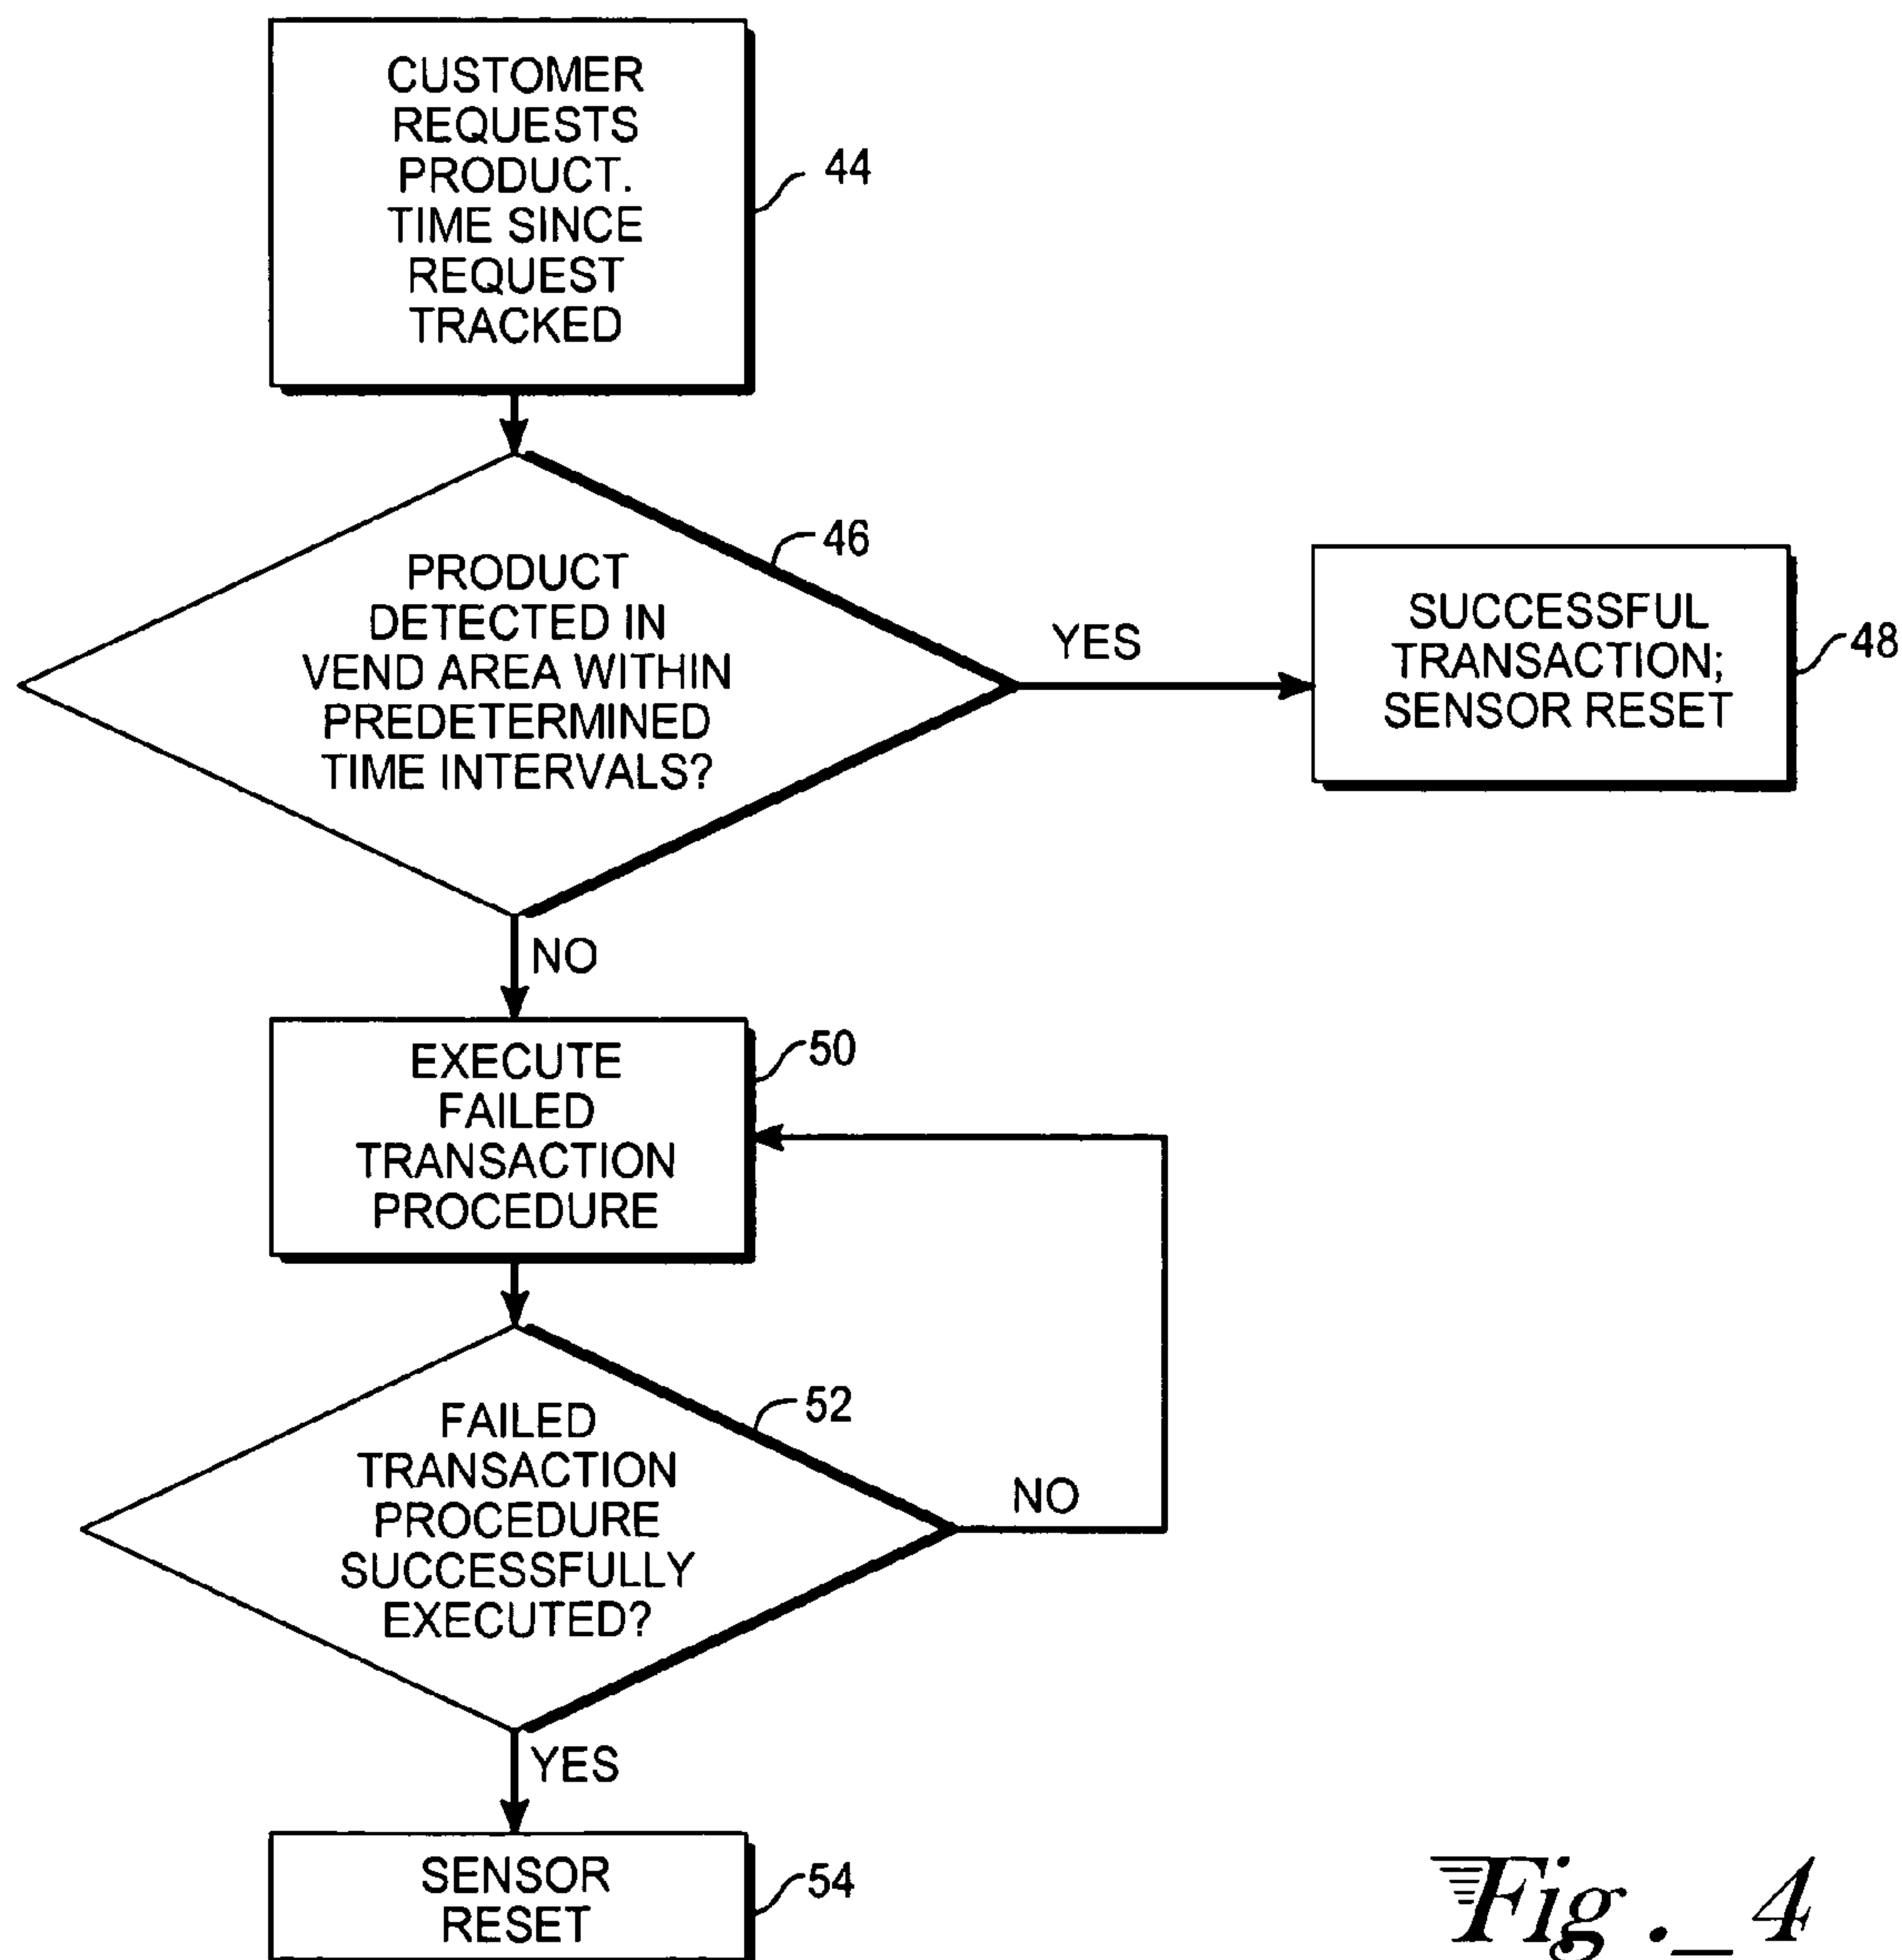 CUSTOMER
REQUESTS
PRODUCT.
TIME SINCE
REQUEST
TRACKED
44
PRODUCT
DETECTED IN
VEND AREA WITHIN
PREDETERMINED
TIME INTERVALS?
46
YES
SUCCESSFUL
TRANSACTION;
SENSOR RESET
48
NO
EXECUTE
FAILED
TRANSACTION
PROCEDURE
50
FAILED
TRANSACTION
PROCEDURE
SUCCESSFULLY
EXECUTED?
52
NO
YES
SENSOR
RESET
54
Fig._4